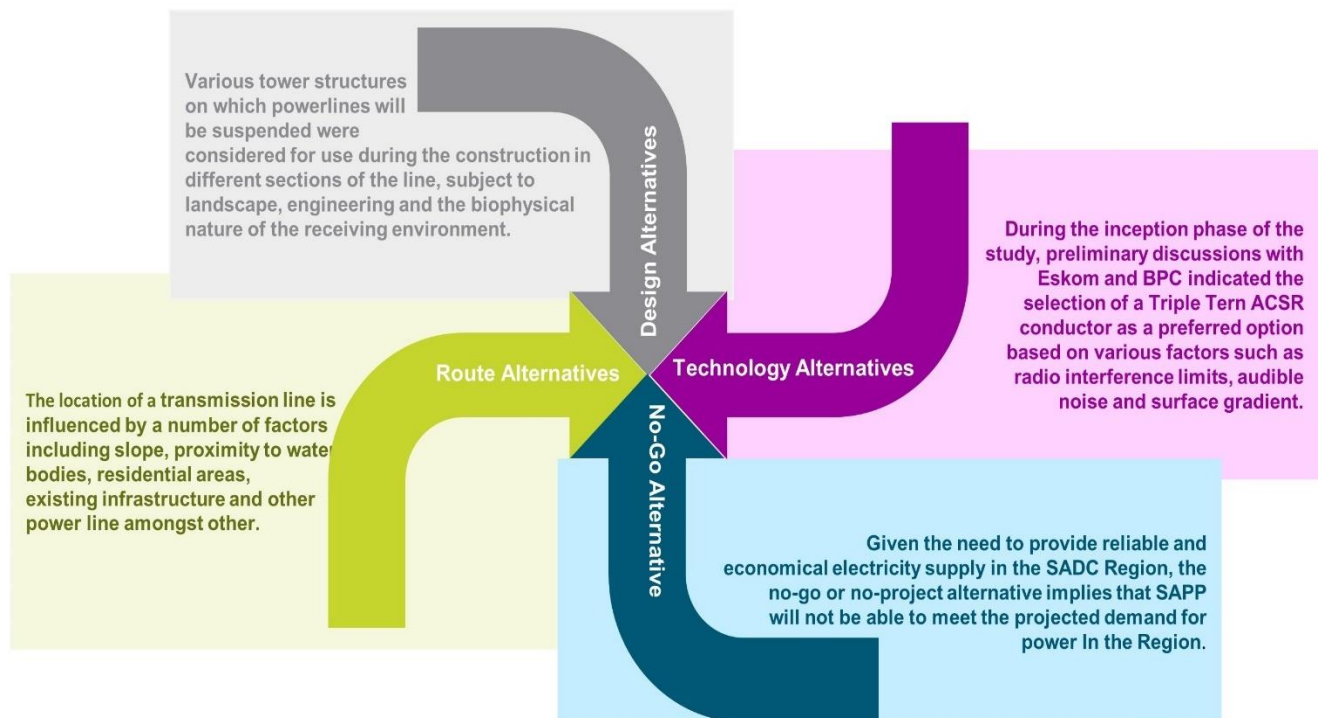 Various tower structures
on which powerlines will
be suspended were
considered for use during the construction in
different sections of the line, subject to
landscape, engineering and the biophysical
nature of the receiving environment.
Design Alternatives
During the inception phase of the
study, preliminary discussions with
Eskom and BPC indicated the
selection of a Triple Tern ACSR
conductor as a preferred option
based on various factors such as
radio interference limits, audible
noise and surface gradient.
Technology Alternatives
Route Alternatives
The location of a transmission line is
influenced by a number of factors
including slope, proximity to water
bodies, residential areas,
existing infrastructure and other
power line amongst other.
No-Go Alternative
Given the need to provide reliable and
economical electricity supply in the SADC Region, the
no-go or no-project alternative implies that SAPP
will not be able to meet the projected demand for
power In the Region.